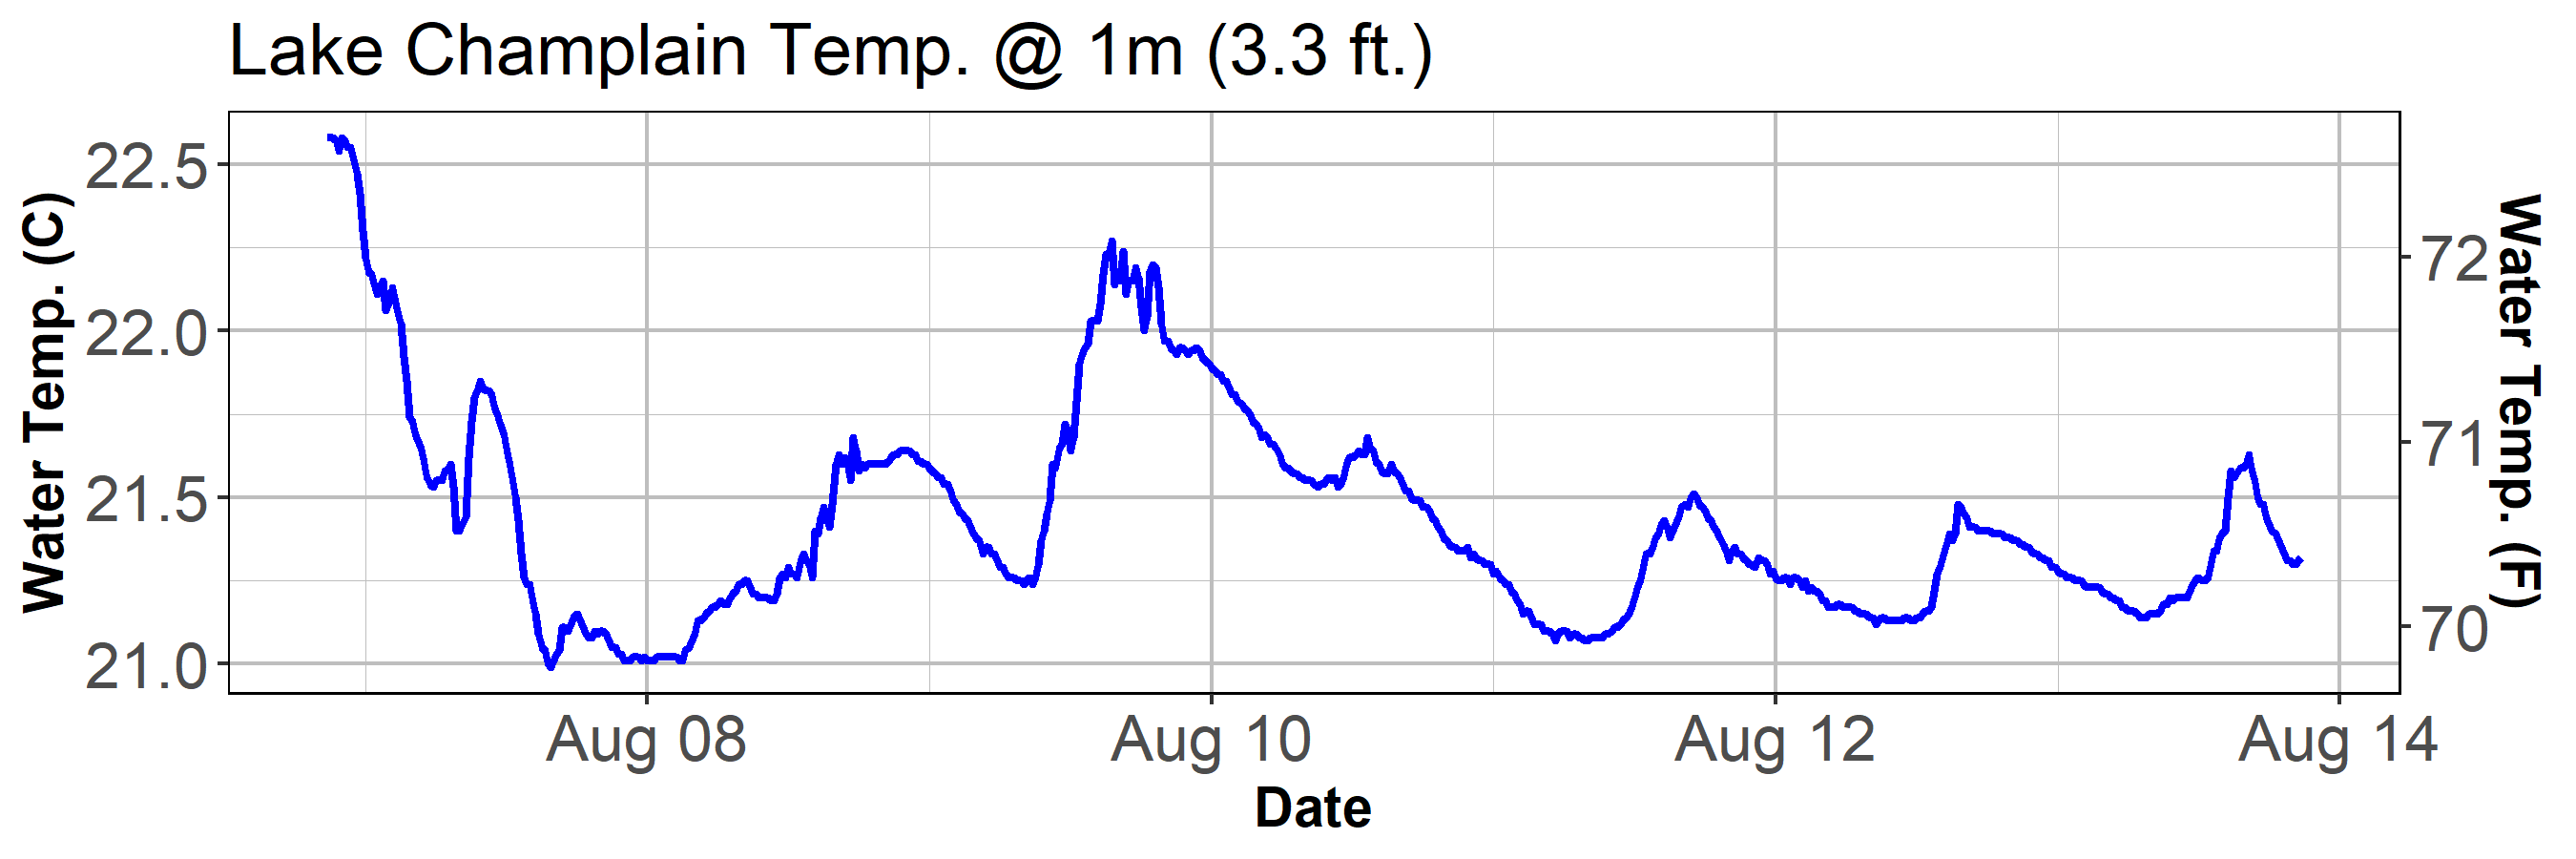 Lake Champlain Temp. @ 1m (3.3 ft.)
Water Temp. (C)
22.5
22.0
21.5
21.0
72
71
70
Water Temp. (F)
Aug 08
Aug 10
Aug 12
Aug 14
Date